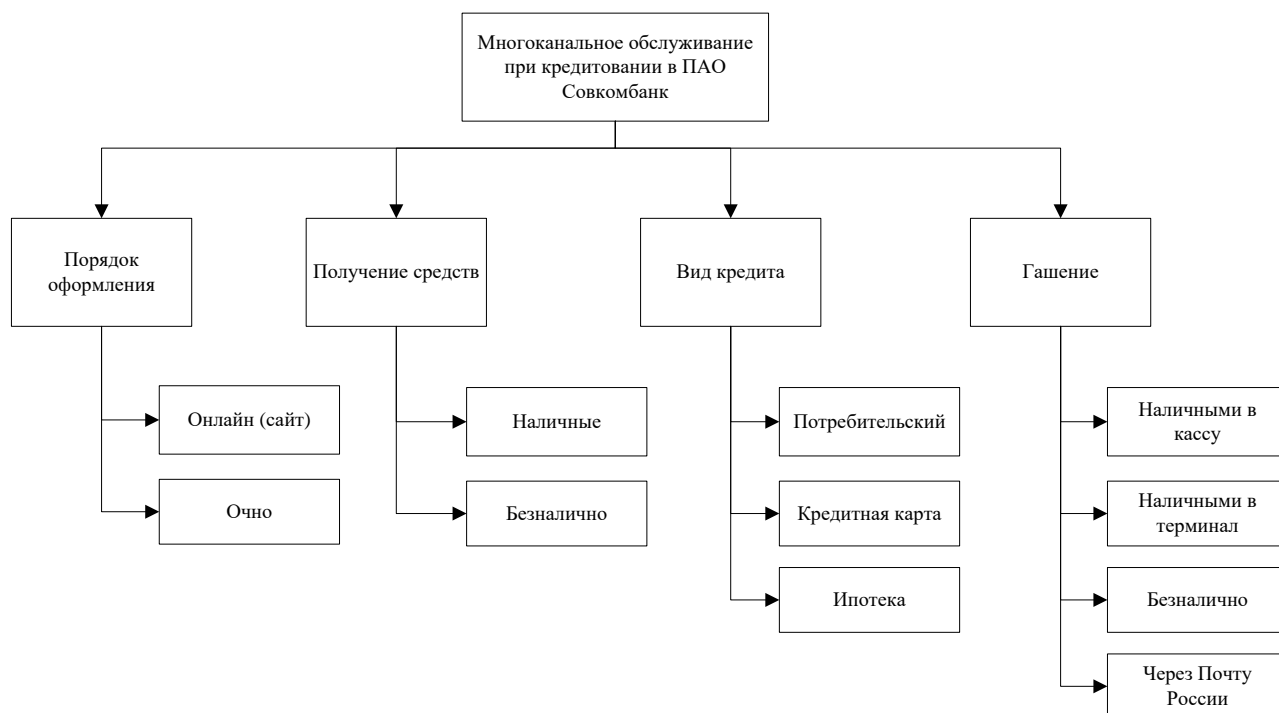 Многоканальное обслуживание
при кредитовании в ПАО
Совкомбанк
Порядок
оформления
Получение средств
Вид кредита
Гашение
Онлайн (сайт)
Очно
Наличные
Безналично
Потребительский
Кредитная карта
Ипотека
Наличными в
кассу
Наличными в
терминал
Безналично
Через Почту
России